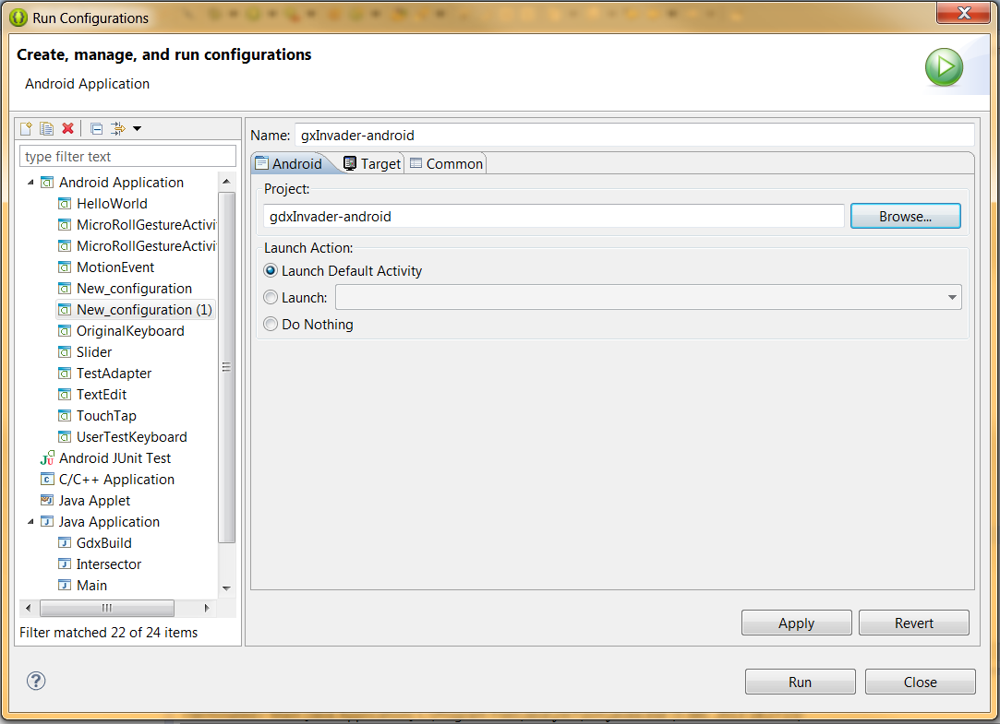 Run Configurations
Create, manage, and run configurations
Android Application
type filter text
Android Application
HelloWorld
MicroRollGestureActivi
MicroRollGestureActivi
MotionEvent
New_configuration
New_configuration (1)
OriginalKeyboard
Slider
TestAdapter
TextEdit
TouchTap
UserTestKeyboard
Android JUnit Test
C/C++ Application
Java Applet
Java Application
GdxBuild
Intersector
Main
Filter matched 22 of 24 items
Name: gxInvader-android
Android Target Common
Project:
gdxInvader-android Browse...
Launch Action:
Launch Default Activity
Launch:
Do Nothing
Apply Revert
Run Close